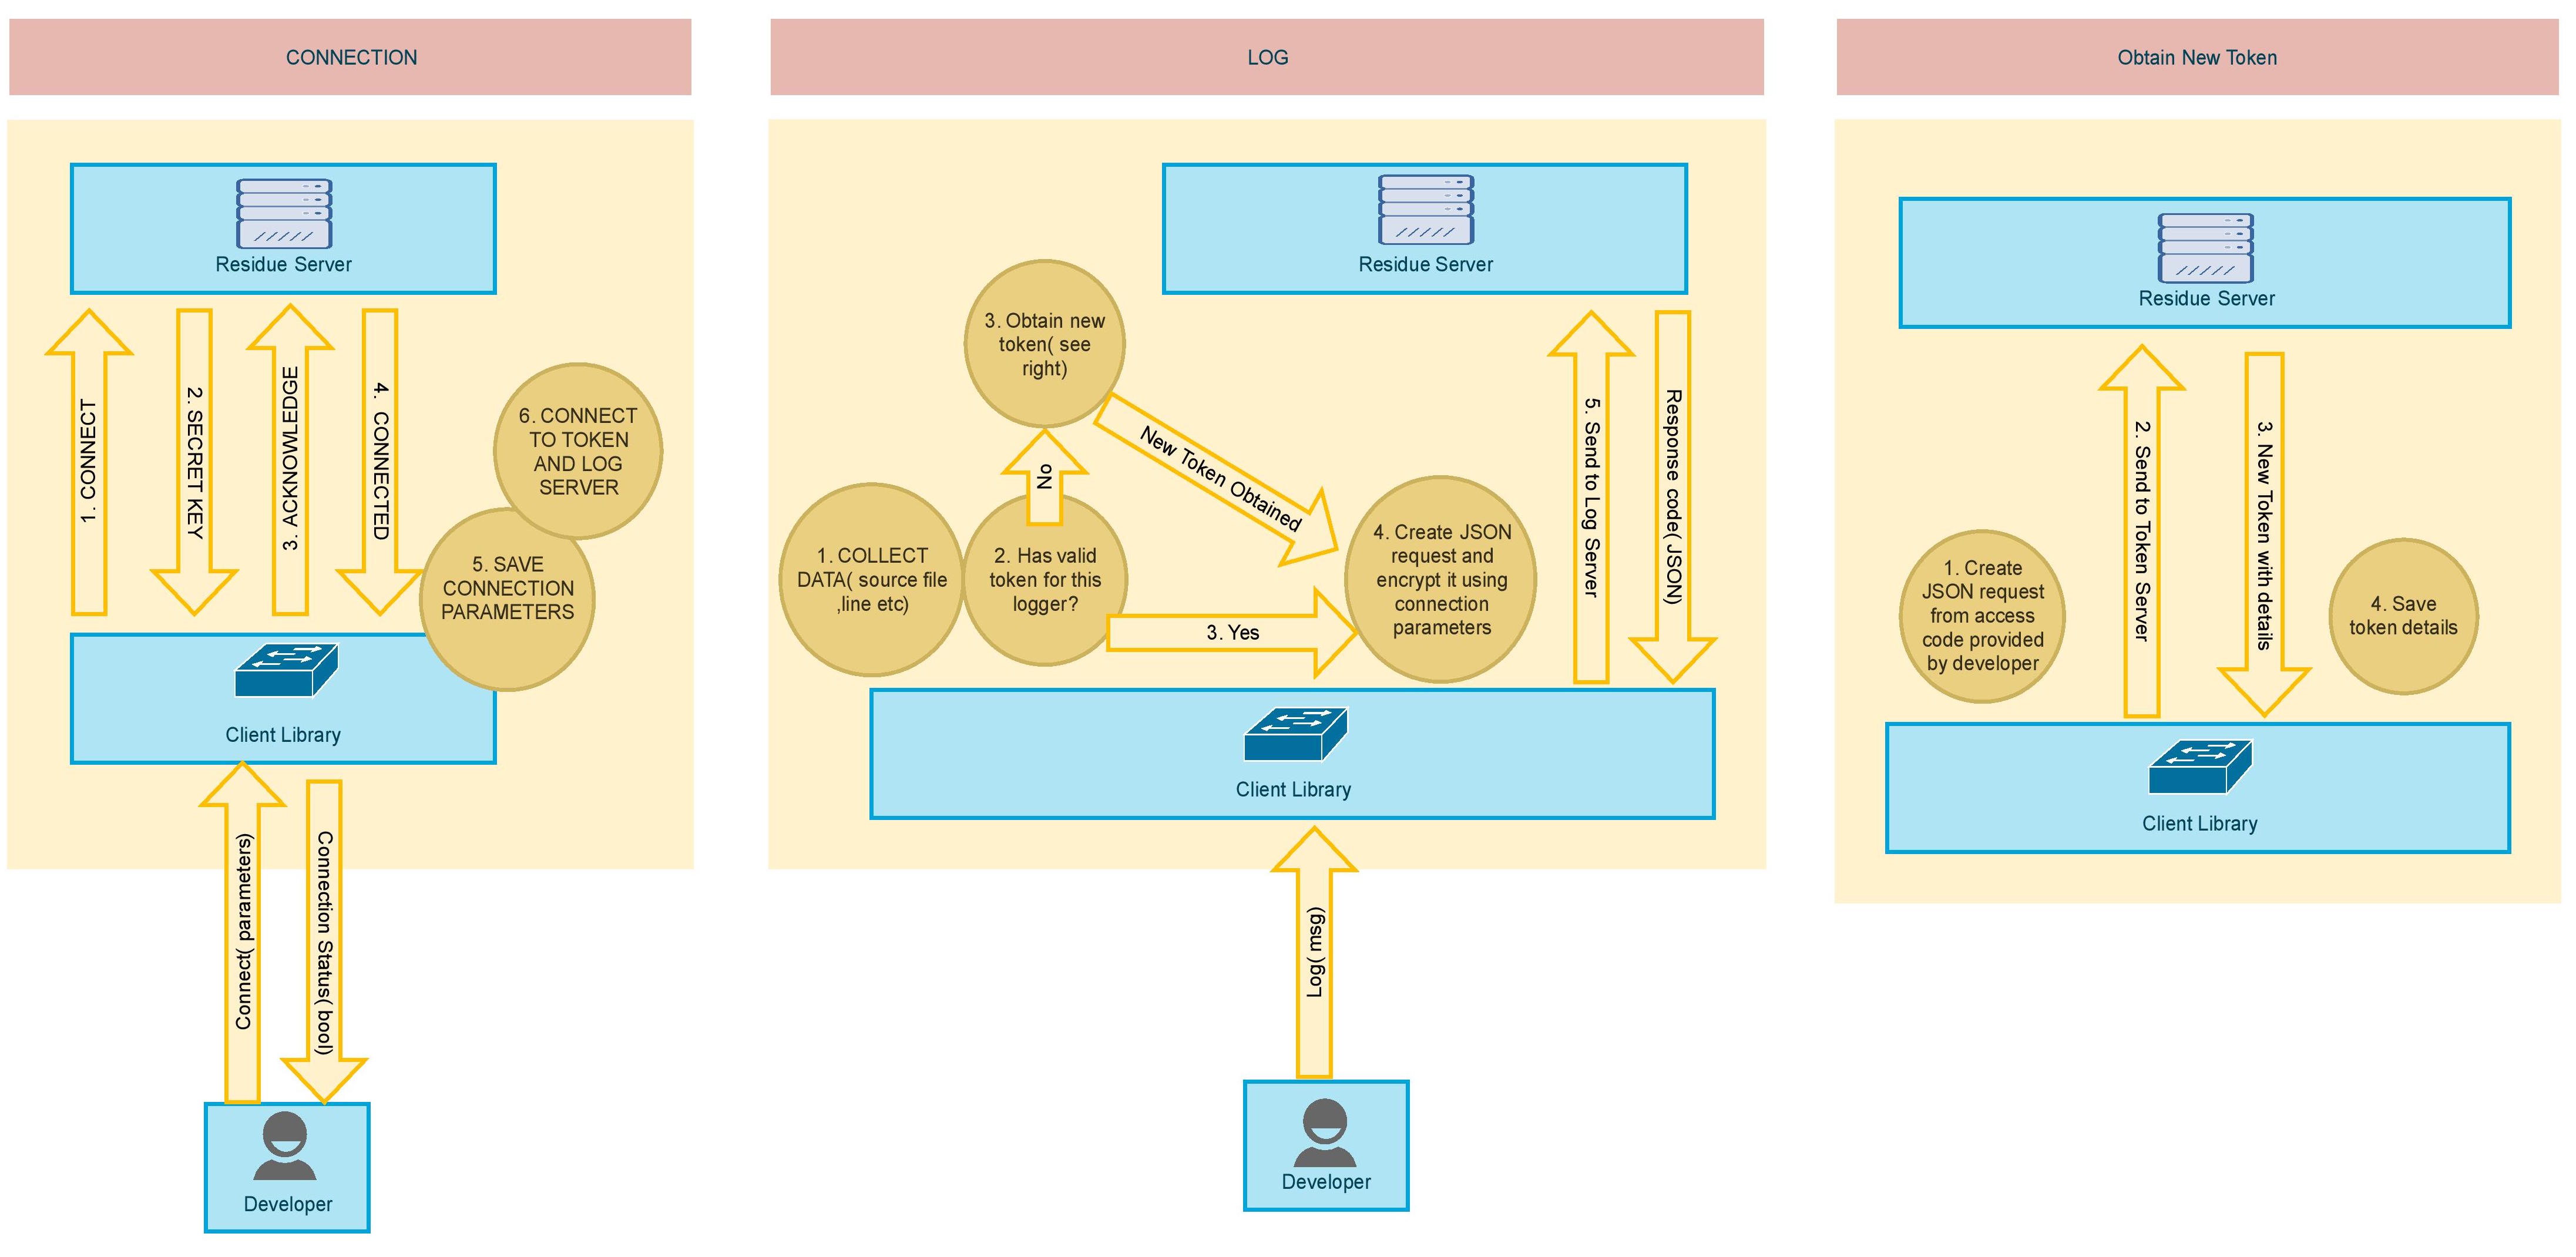 CONNECTION
Residue Server
1. CONNECT
2. SECRET KEY
3. ACKNOWLEDGE
4. CONNECTED
6. CONNECT
TO TOKEN
AND LOG
SERVER
5. SAVE
CONNECTION
PARAMETERS
Client Library
Connect( parameters)
Connection Status( bool)
Developer
LOG
Residue Server
3. Obtain new
token( see
right)
No
New Token Obtained
1. COLLECT
DATA( source file
,line etc)
2. Has valid
token for this
logger?
3. Yes
4. Create JSON
request and
encrypt it using
connection
parameters
5. Send to Log Server
Response code( JSON)
Client Library
Log( msg)
Developer
Obtain New Token
Residue Server
1. Create
JSON request
from access
code provided
by developer
2. Send to Token Server
3. New Token with details
4. Save
token details
Client Library